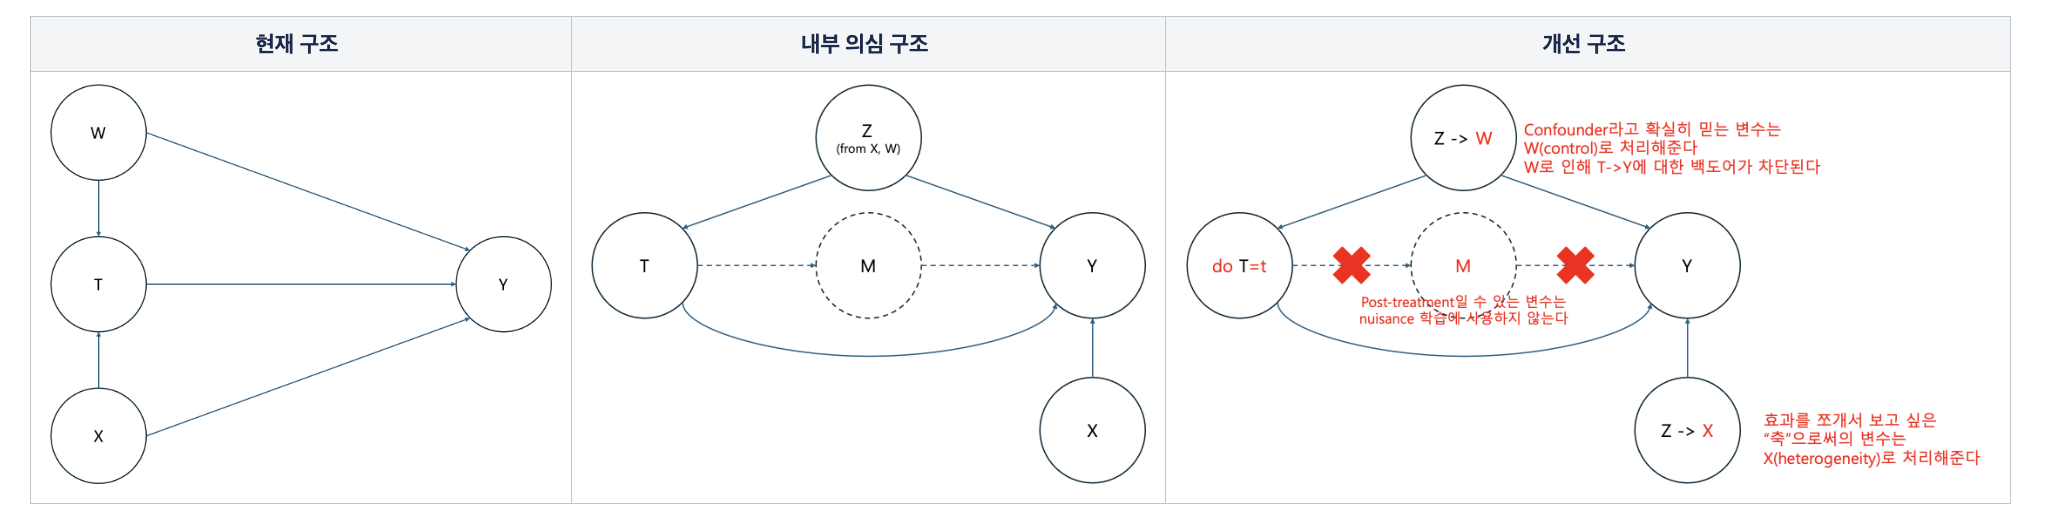 현재 구조
내부 의심 구조
개선 구조
W
T
X
Y
Z
(from X, W)
T
M
Y
X
Z -> W
Confounder라고 확실히 믿는 변수는
W(control)로 처리해준다
W로 인해 T->Y에 대한 백도어가 차단된다
do T=t
M
Y
Post-treatment일 수 있는 변수는
nuisance 학습에 사용하지 않는다
Z -> X
효과를 쪼개서 보고 싶은
"축"으로써의 변수는
X(heterogeneity)로 처리해준다